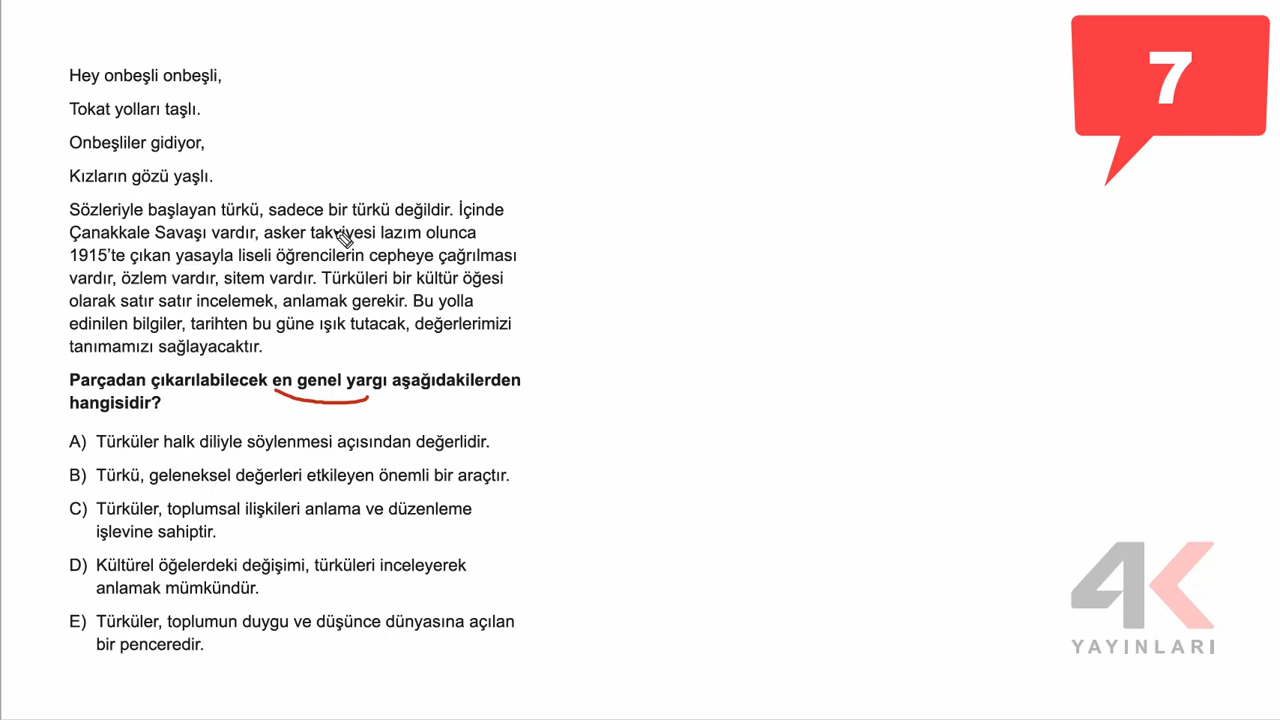 7
Hey onbeşli onbeşli,
Tokat yolları taşlı.
Onbeşliler gidiyor,
Kızların gözü yaşlı.
Sözleriyle başlayan türkü, sadece bir türkü değildir. İçinde
Çanakkale Savaşı vardır, asker takviyesi lazım olunca
1915'te çıkan yasayla liseli öğrencilerin cepheye çağrılması
vardır, özlem vardır, sitem vardır. Türküleri bir kültür öğesi
olarak satır satır incelemek, anlamak gerekir. Bu yolla
edinilen bilgiler, tarihten bu güne ışık tutacak, değerlerimizi
tanımamızı sağlayacaktır.
Parçadan çıkarılabilecek en genel yargı aşağıdakilerden
hangisidir?
A) Türküler halk diliyle söylenmesi açısından değerlidir.
B) Türkü, geleneksel değerleri etkileyen önemli bir araçtır.
C) Türküler, toplumsal ilişkileri anlama ve düzenleme
işlevine sahiptir.
D) Kültürel öğelerdeki değişimi, türküleri inceleyerek
anlamak mümkündür.
E) Türküler, toplumun duygu ve düşünce dünyasına açılan
bir penceredir.
4K
YAYINLARI